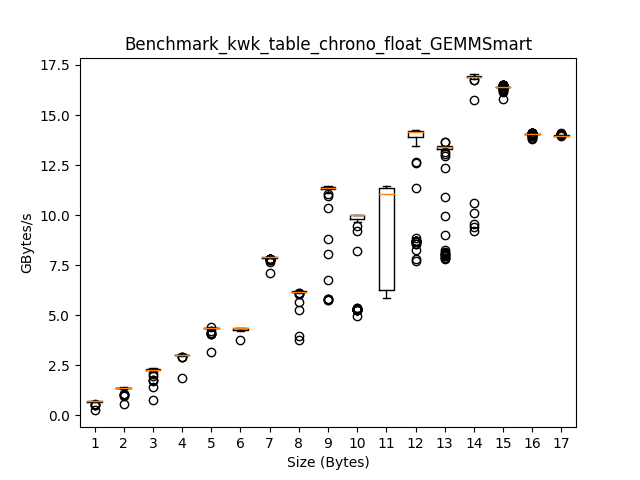 Benchmark_kwk_table_chrono_float_GEMMSmart
17.5
15.0
12.5
10.0
7.5
5.0
2.5
0.0
GBytes/s
1 2 3 4 5 6 7 8 9 10 11 12 13 14 15 16 17
Size (Bytes)